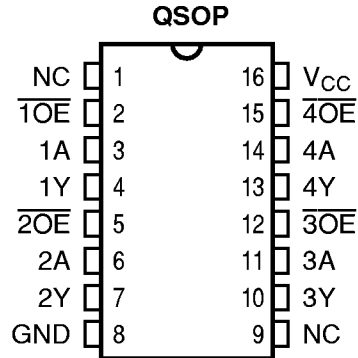 QSOP
NC 1 16 VCC
1OE 2 15 4OE
1A 3 14 4A
1Y 4 13 4Y
2OE 5 12 3OE
2A 6 11 3A
2Y 7 10 3Y
GND 8 9 NC